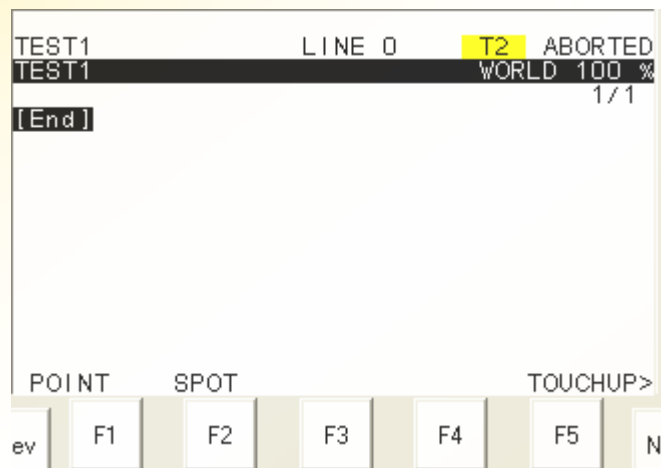 TEST1 LINE 0 T2 ABORTED
TEST1 WORLD 100 %
1/1
[End]
POINT SPOT TOUCHUP>
ev F1 F2 F3 F4 F5 N